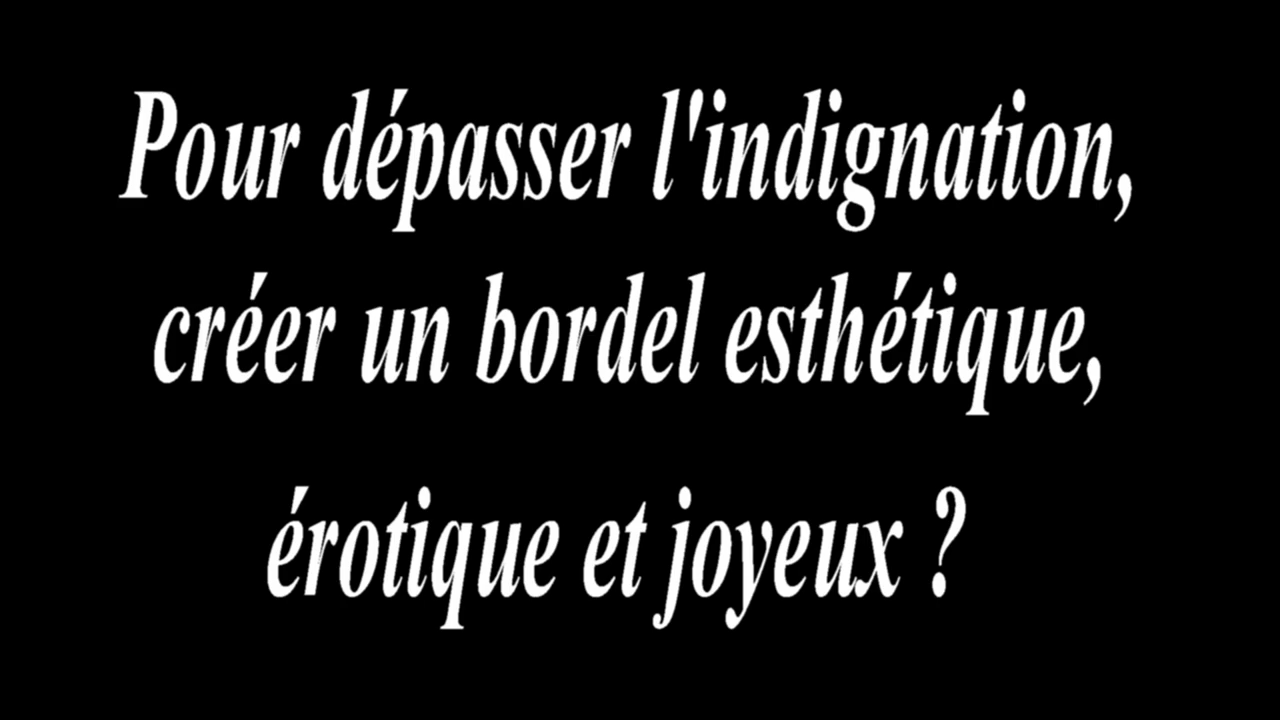 Pour dépasser l'indignation,
créer un bordel esthétique,
érotique et joyeux ?